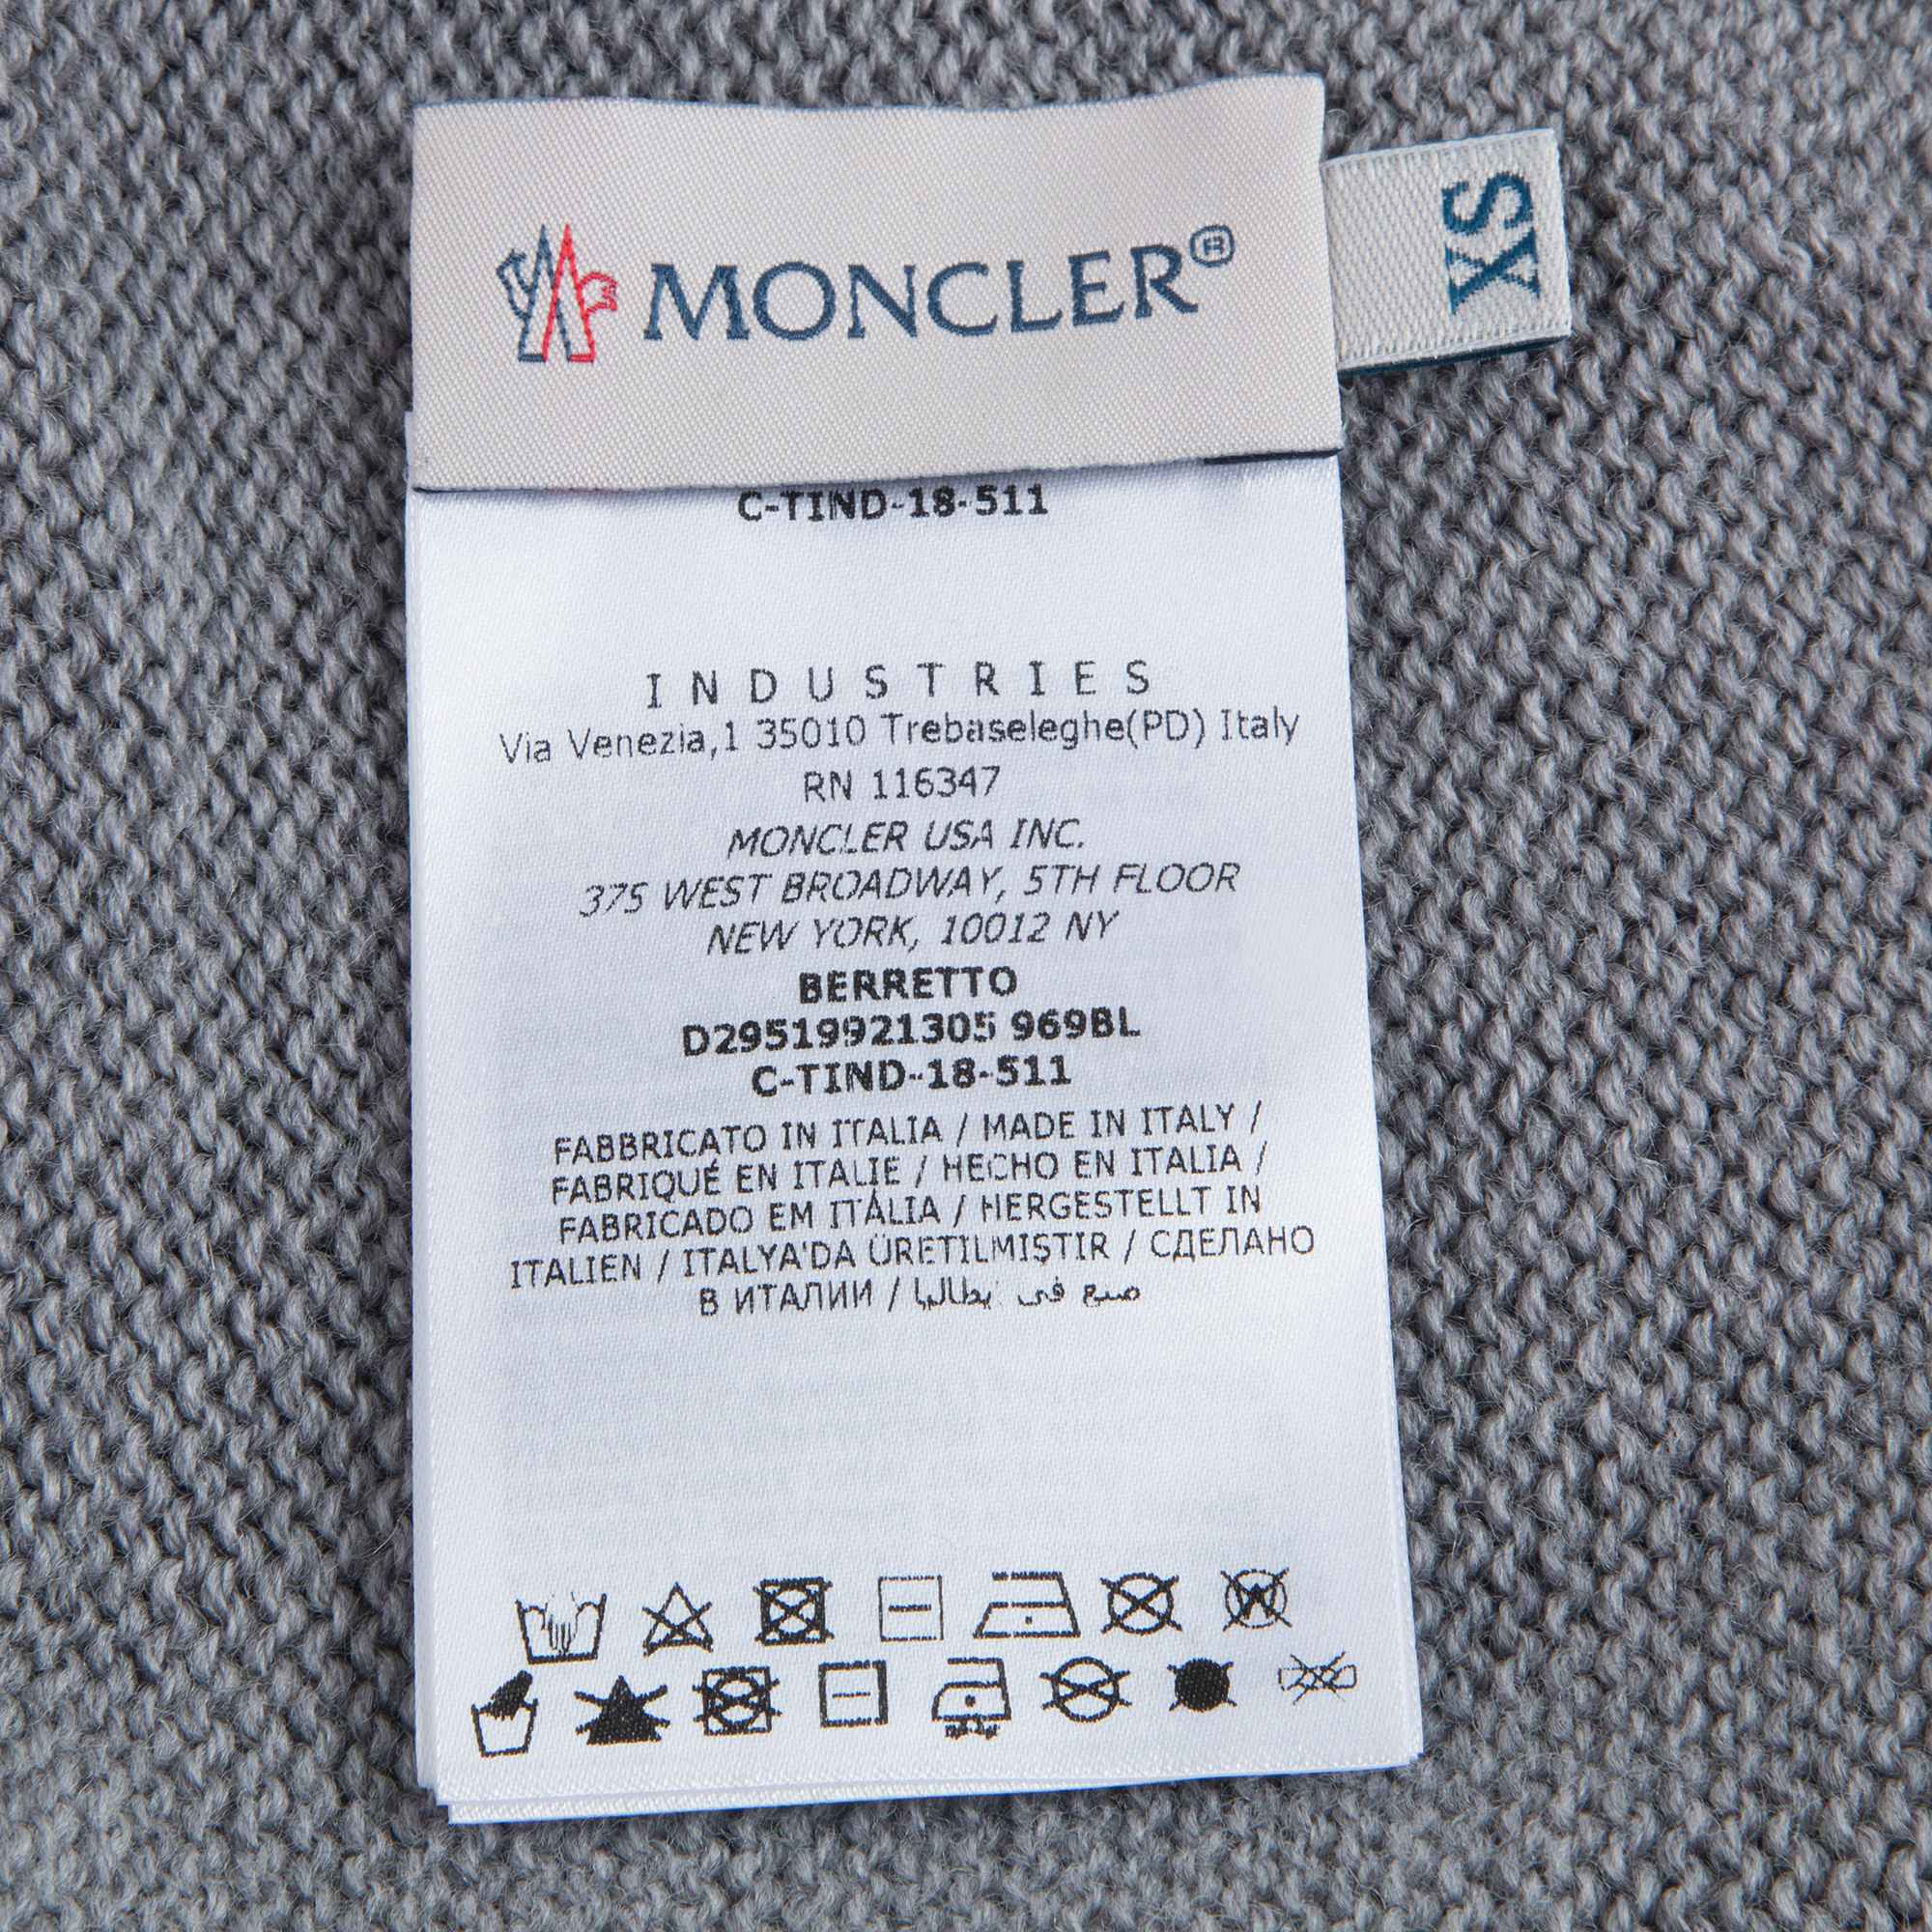 MONCLER®
XS
C-TIND-18-511
INDUSTRIES
Via Venezia,1 35010 Trebaseleghe(PD) Italy
RN 116347
MONCLER USA INC.
375 WEST BROADWAY, 5TH FLOOR
NEW YORK, 10012 NY
BERRETTO
D29519921305 969BL
C-TIND-18-511
FABBRICATO IN ITALIA / MADE IN ITALY /
FABRIQUÉ EN ITALIE / HECHO EN ITALIA /
FABRICADO EM ITÁLIA / HERGESTELLT IN
ITALIEN / ITALYA'DA ÜRETILMIŞTIR / СДЕЛАНО
В ИТАЛИИ / صنع في إيطاليا
W